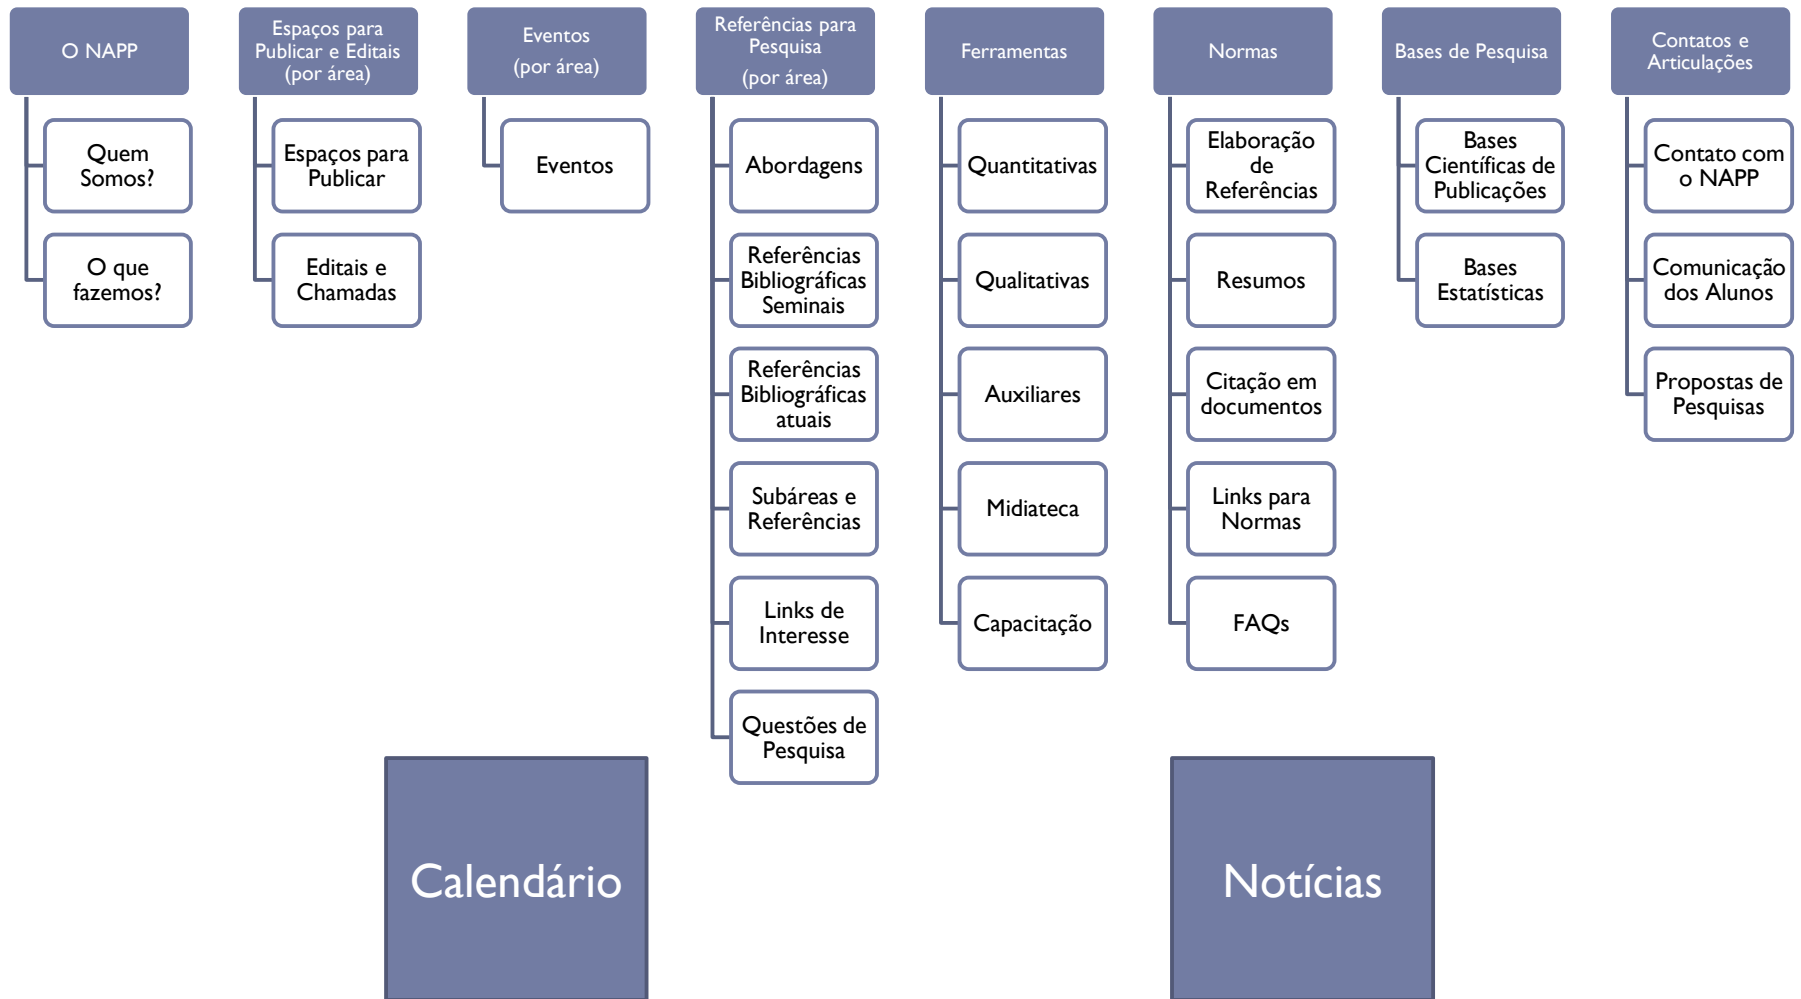 O NAPP
Quem
Somos?
O que
fazemos?
Espaços para
Publicar e Editais
(por área)
Espaços para
Publicar
Editais e
Chamadas
Eventos
(por área)
Eventos
Referências para
Pesquisa
(por área)
Abordagens
Referências
Bibliográficas
Seminais
Referências
Bibliográficas
atuais
Subáreas e
Referências
Links de
Interesse
Questões de
Pesquisa
Ferramentas
Quantitativas
Qualitativas
Auxiliares
Midiateca
Capacitação
Normas
Elaboração
de
Referências
Resumos
Citação em
documentos
Links para
Normas
FAQs
Bases de Pesquisa
Bases
Científicas de
Publicações
Bases
Estatísticas
Contatos e
Articulações
Contato com
o NAPP
Comunicação
dos Alunos
Propostas de
Pesquisas
Calendário
Notícias